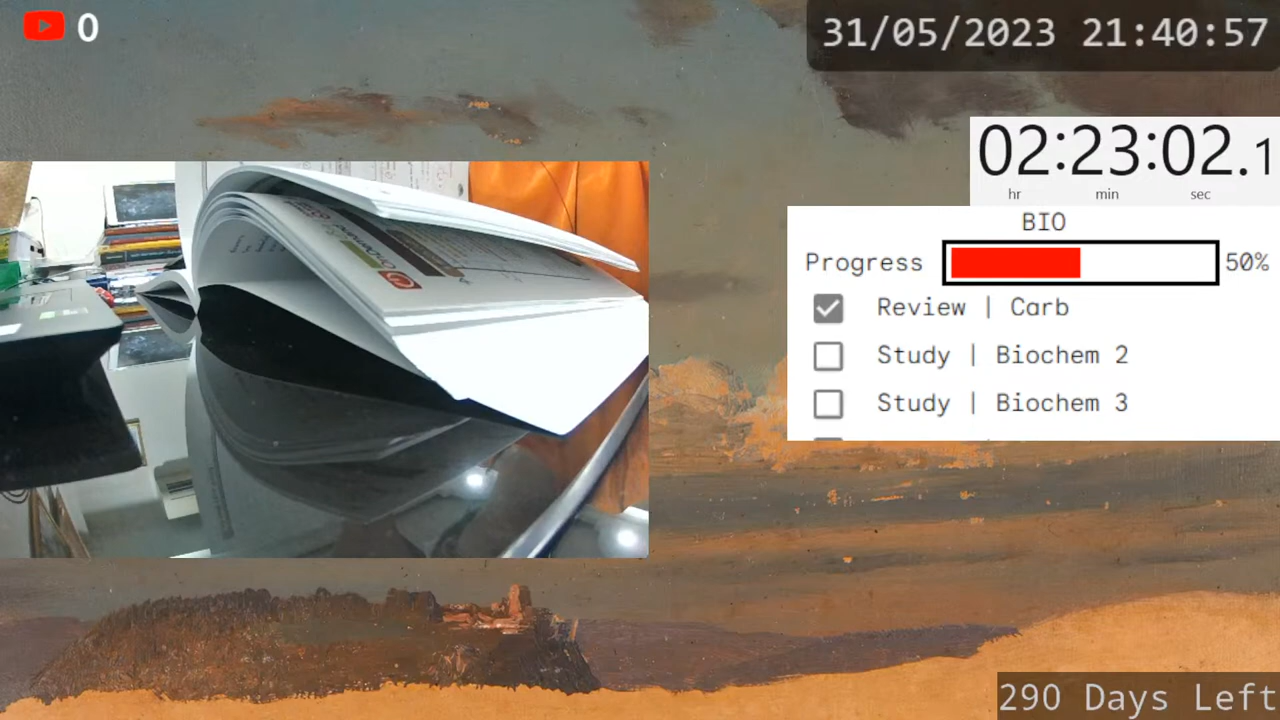 0
31/05/2023 21:40:57
02:23:02.1
hr min sec
BIO
Progress 50%
Review | Carb
Study | Biochem 2
Study | Biochem 3
290 Days Left